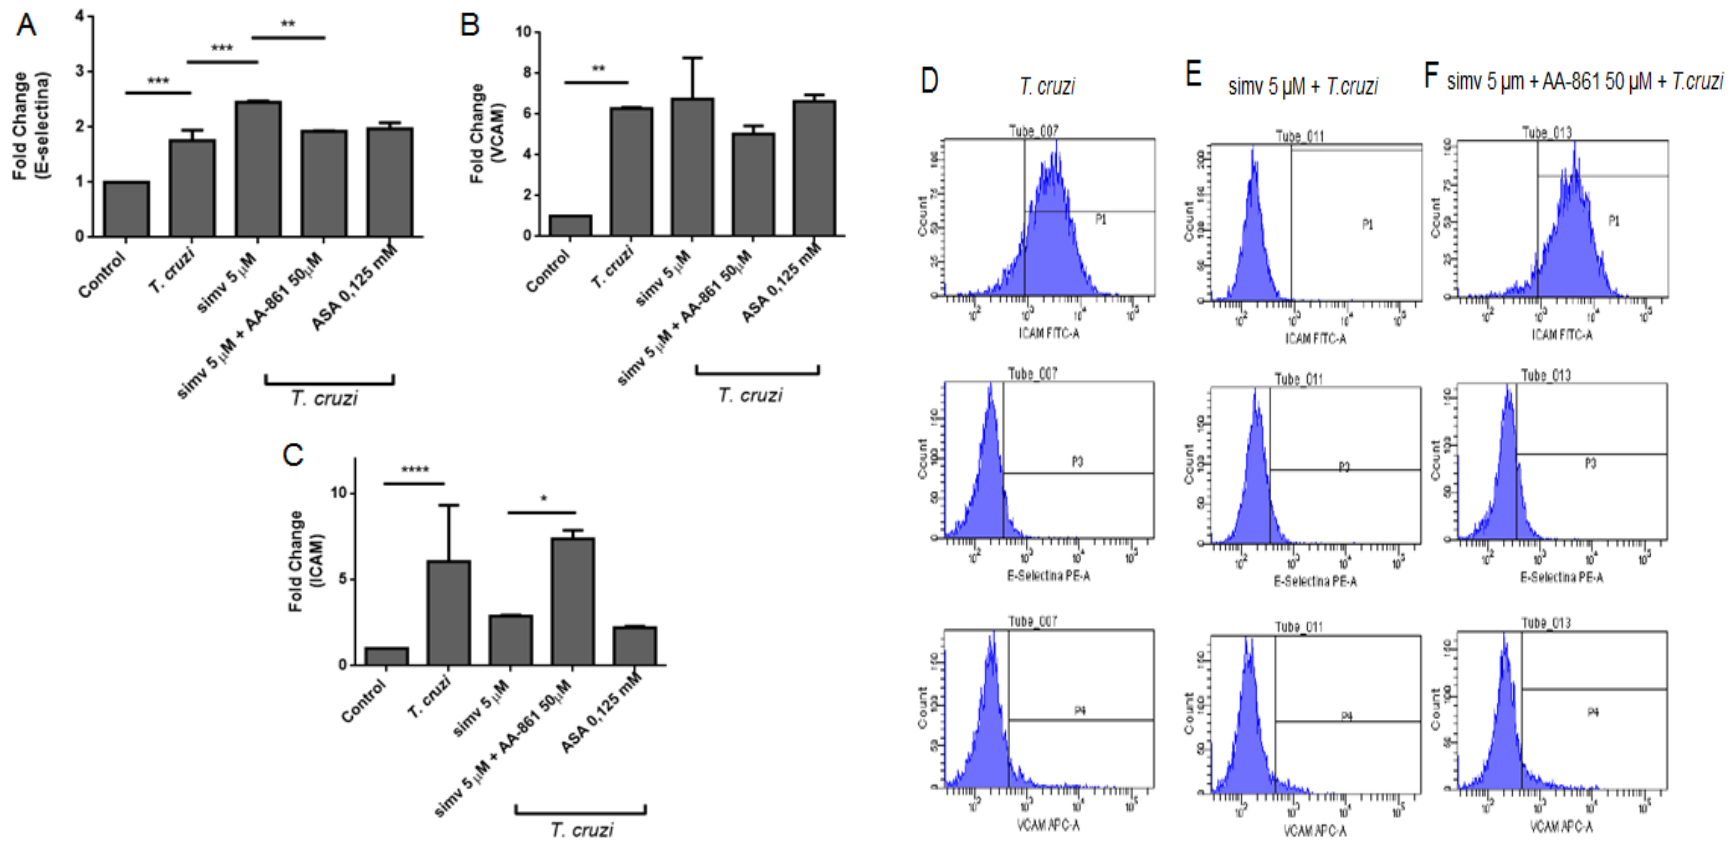 A
Fold Change
(E-selectina)
4
3
2
1
0
***
***
**
Control
T. cruzi
simv 5 µM
simv 5 µM + AA-861 50µM
ASA 0,125 mM
T. cruzi
B
Fold Change
(VCAM)
10
8
6
4
2
0
**
Control
T. cruzi
simv 5 µM
simv 5 µM + AA-861 50µM
ASA 0,125 mM
T. cruzi
C
Fold Change
(ICAM)
10
5
0
****
*
Control
T. cruzi
simv 5 µM
simv 5 µM + AA-861 50µM
ASA 0,125 mM
T. cruzi
D
T. cruzi
Tube_007
Count
P1
ICAM FITC-A
Tube_007
Count
P3
E-Selectina PE-A
Tube_007
Count
P4
VCAM APC-A
E
simv 5 µM + T.cruzi
Tube_011
Count
P1
ICAM FITC-A
Tube_011
Count
P3
E-Selectina PE-A
Tube_011
Count
P4
VCAM APC-A
F
simv 5 µm + AA-861 50 µM + T.cruzi
Tube_013
Count
P1
ICAM FITC-A
Tube_013
Count
P3
E-Selectina PE-A
Tube_013
Count
P4
VCAM APC-A